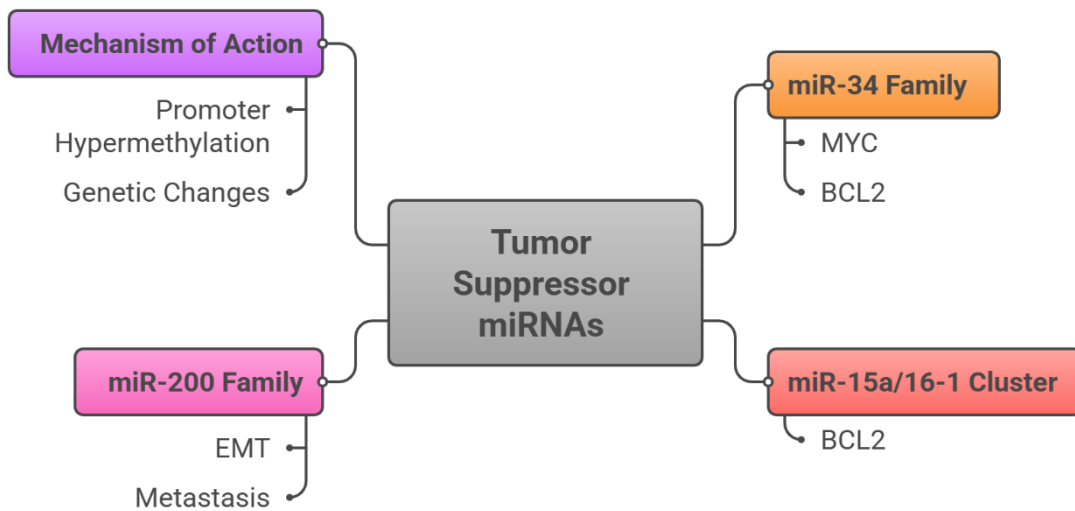 Mechanism of Action
Promoter
Hypermethylation
Genetic Changes
miR-34 Family
MYC
BCL2
Tumor
Suppressor
miRNAs
miR-200 Family
EMT
Metastasis
miR-15a/16-1 Cluster
BCL2